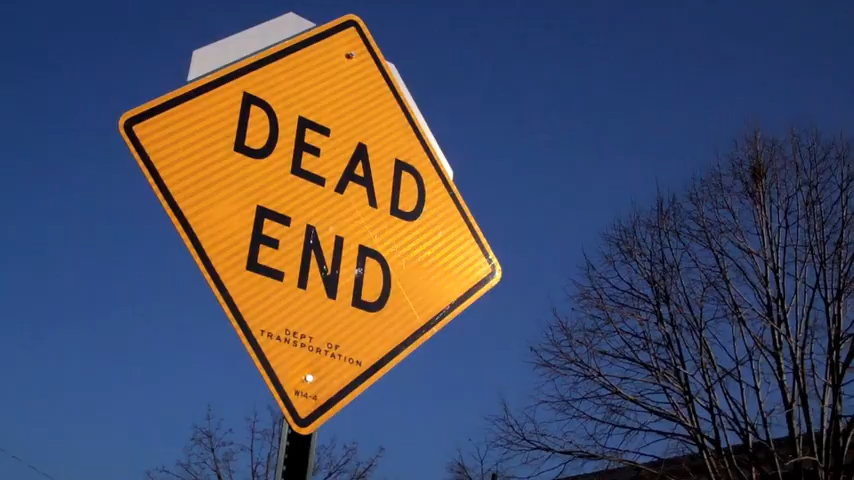 DEAD
END
DEPT OF
TRANSPORTATION
W14-4